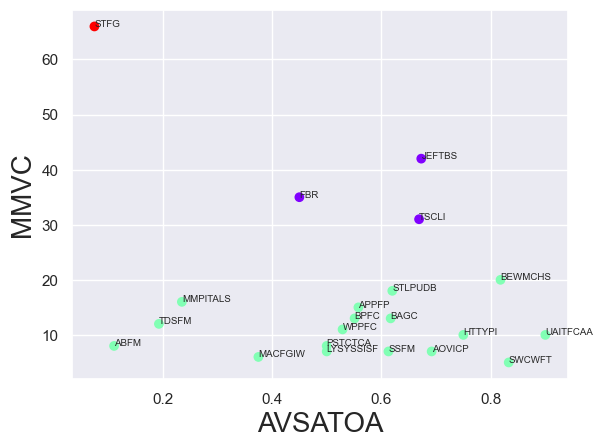 STFG
60
50
40
30
20
10
MMVC
JEFTBS
FBR
TSCLI
BEWMCHS
STLPUDB
MMPITALS
APPFP
BPFC
BAGC
TDSFM
WPPFC
HTTYPI
UAITFCAA
ABFM
PSTCTCA
LYSYSSISF
SSFM
AOVICP
MACFGIW
SWCWFT
0.2
0.4
0.6
0.8
AVSATOA